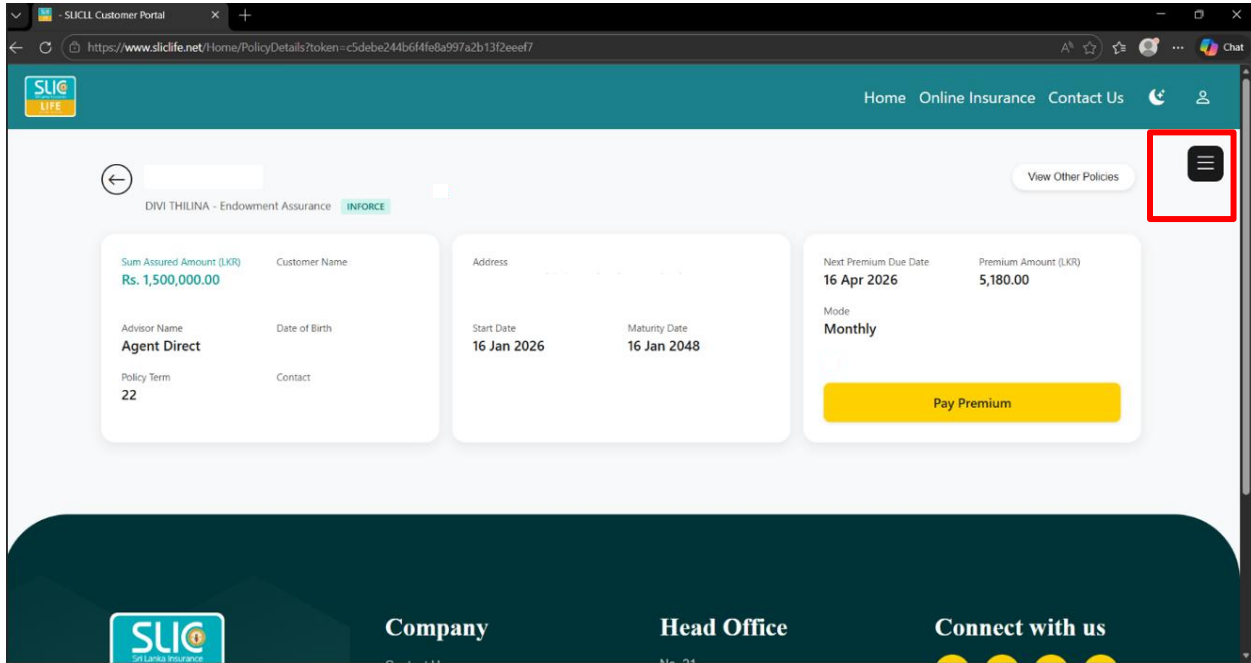 - SLICLL Customer Portal
https://www.sliclife.net/Home/PolicyDetails?token=c5debe244b6f4fe8a997a2b13f2eeef7
Chat
SLIC
LIFE
Home Online Insurance Contact Us
View Other Policies
DIVI THILINA - Endowment Assurance INFORCE
Sum Assured Amount (LKR)
Rs. 1,500,000.00
Customer Name
Advisor Name
Agent Direct
Date of Birth
Policy Term
22
Contact
Address
Start Date
16 Jan 2026
Maturity Date
16 Jan 2048
Next Premium Due Date
16 Apr 2026
Premium Amount (LKR)
5,180.00
Mode
Monthly
Pay Premium
SLIC
Sri Lanka Insurance
Company
Head Office
Connect with us